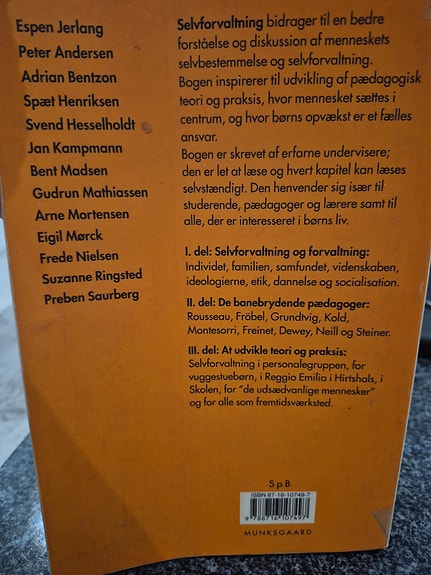 Espen Jerlang
Peter Andersen
Adrian Bentzon
Spæt Henriksen
Svend Hesselholdt
Jan Kampmann
Bent Madsen
Gudrun Mathiassen
Arne Mortensen
Eigil Mørck
Frede Nielsen
Suzanne Ringsted
Preben Saurberg
Selvforvaltning bidrager til en bedre
forståelse og diskussion af menneskets
selvbestemmelse og selvforvaltning.
Bogen inspirerer til udvikling af pædagogisk
teori og praksis, hvor mennesket sættes i
centrum, og hvor børns opvækst er et fælles
ansvar.
Bogen er skrevet af erfarne undervisere;
den er let at læse og hvert kapitel kan læses
selvstændigt. Den henvender sig især til
studerende, pædagoger og lærere samt til
alle, der er interesseret i børns liv.
I. del: Selvforvaltning og forvaltning:
Individet, familien, samfundet, videnskaben,
ideologierne, etik, dannelse og socialisation.
II. del: De banebrydende pædagoger:
Rousseau, Fröbel, Grundtvig, Kold,
Montesorri, Freinet, Dewey, Neill og Steiner.
III. del: At udvikle teori og praksis:
Selvforvaltning i personalegruppen, for
vuggestuebørn, i Reggio Emilia i Hirtshals, i
Skolen, for "de udsædvanlige mennesker"
og for alle som fremtidsværksted.
SpB
ISBN 87-16-10749-7
9 788716 107497
MUNKSGAARD